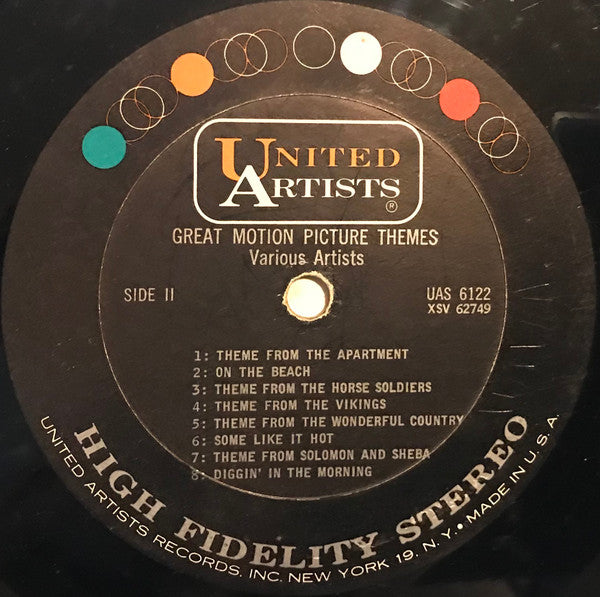 UNITED
ARTISTS
®
GREAT MOTION PICTURE THEMES
Various Artists
SIDE II
UAS 6122
XSV 62749
1: THEME FROM THE APARTMENT
2: ON THE BEACH
3: THEME FROM THE HORSE SOLDIERS
4: THEME FROM THE VIKINGS
5: THEME FROM THE WONDERFUL COUNTRY
6: SOME LIKE IT HOT
7: THEME FROM SOLOMON AND SHEBA
8: DIGGIN' IN THE MORNING
HIGH FIDELITY STEREO
UNITED ARTISTS RECORDS, INC. NEW YORK 19, N.Y. • MADE IN U.S.A.